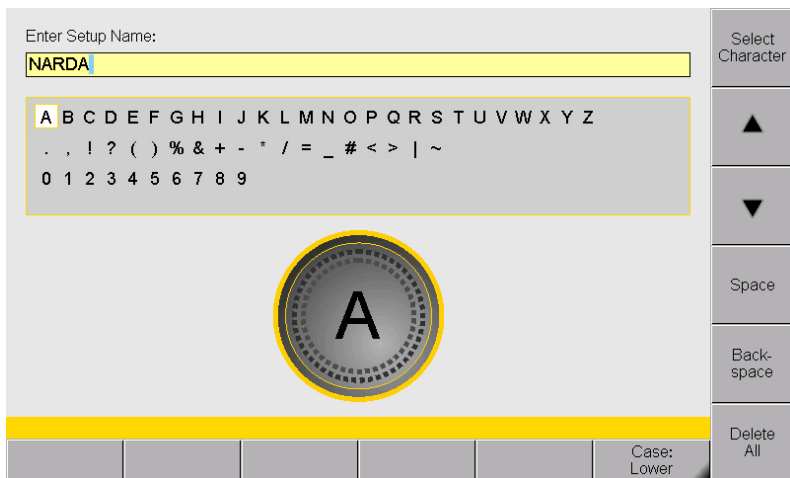 Enter Setup Name:
NARDA
A B C D E F G H I J K L M N O P Q R S T U V W X Y Z
. , ! ? ( ) % & + - * / = _ # < > | ~
0 1 2 3 4 5 6 7 8 9
A
Select
Character
Space
Back-
space
Delete
All
Case:
Lower